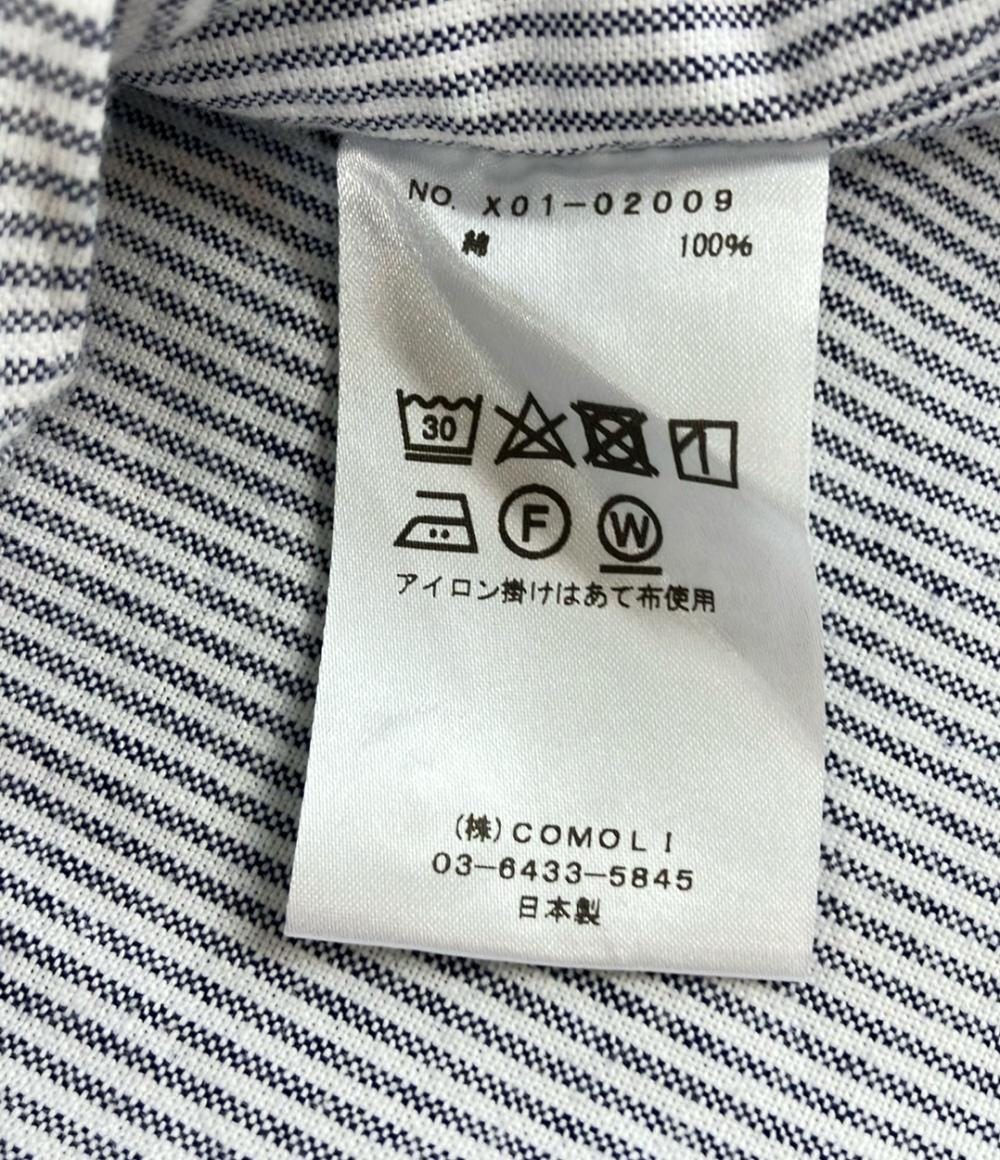 NO. X01-02009
綿 100%
30
F W
アイロン掛けはあて布使用
(株)COMOLI
03-6433-5845
日本製